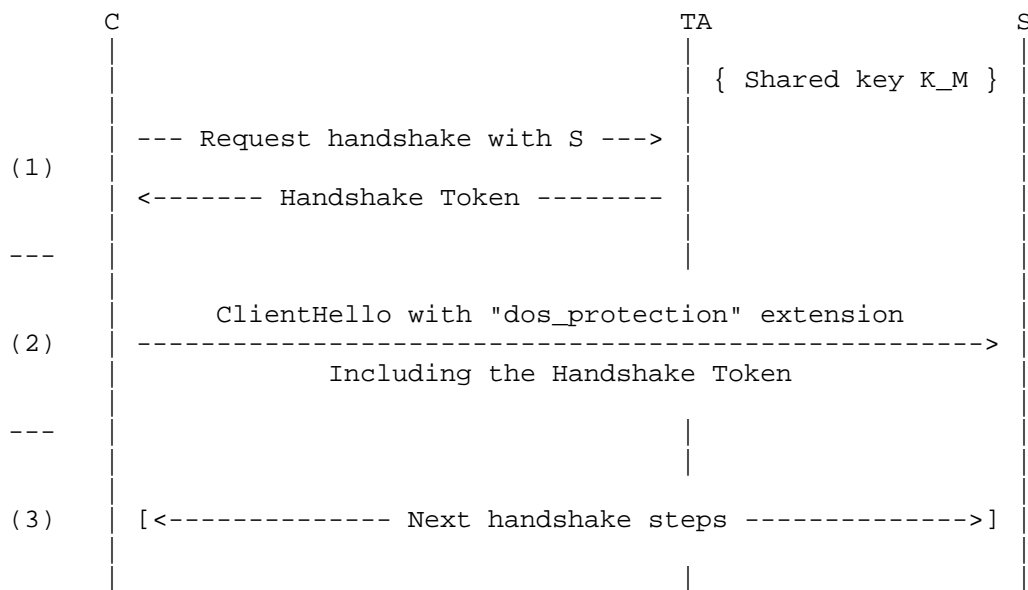 C TA S
{ Shared key K_M }
--- Request handshake with S --->
(1)
<------- Handshake Token --------
---
ClientHello with "dos_protection" extension
(2) ------------------------------------------------------>
Including the Handshake Token
---
(3) [<-------------- Next handshake steps -------------->]